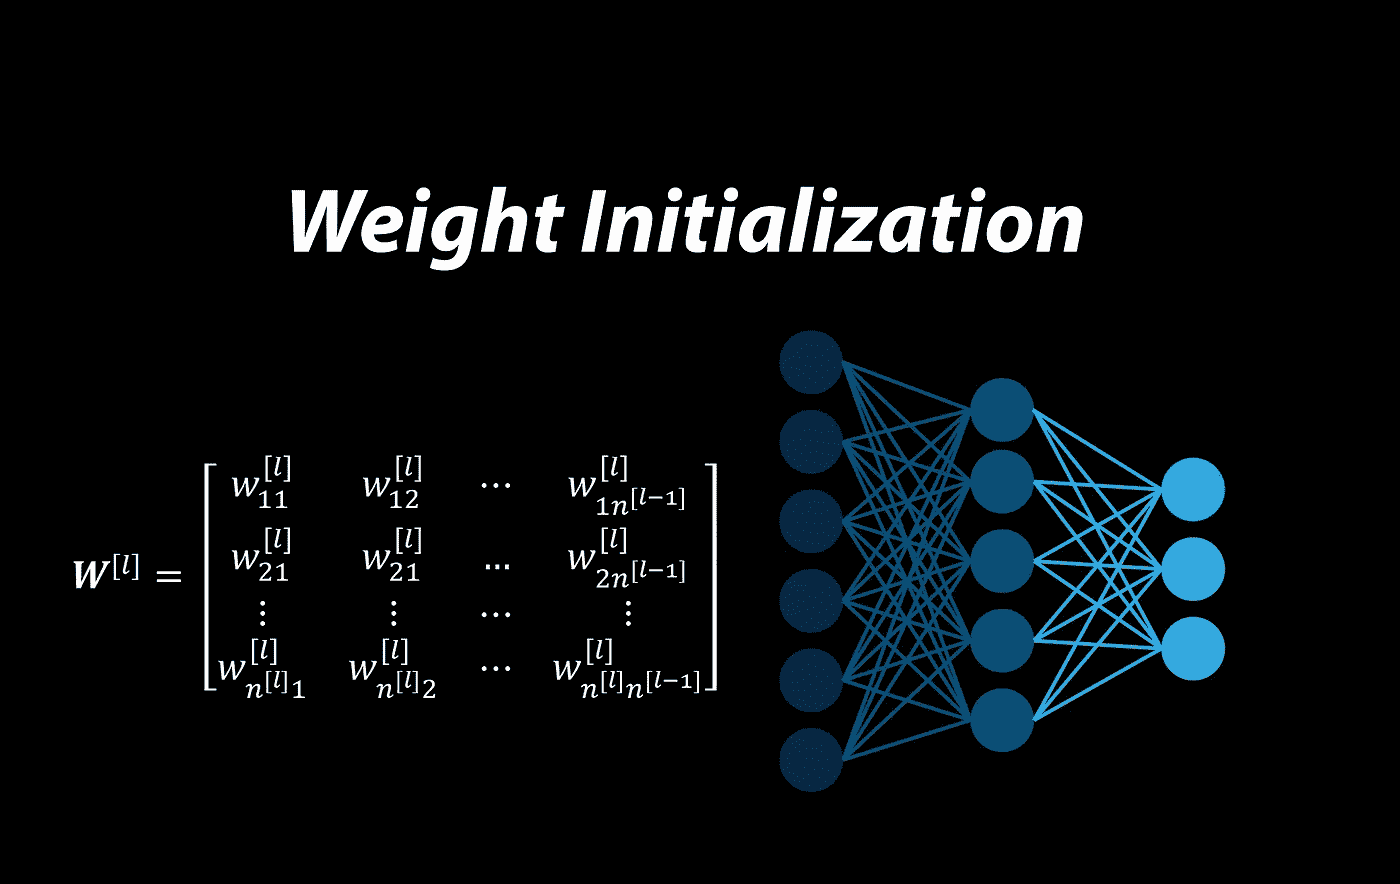 Weight Initialization
W^{[l]} = \begin{bmatrix} w_{11}^{[l]} & w_{12}^{[l]} & \cdots & w_{1n^{[l-1]}}^{[l]} \\ w_{21}^{[l]} & w_{21}^{[l]} & \cdots & w_{2n^{[l-1]}}^{[l]} \\ \vdots & \vdots & \cdots & \vdots \\ w_{n^{[l]}1}^{[l]} & w_{n^{[l]}2}^{[l]} & \cdots & w_{n^{[l]}n^{[l-1]}}^{[l]} \end{bmatrix}